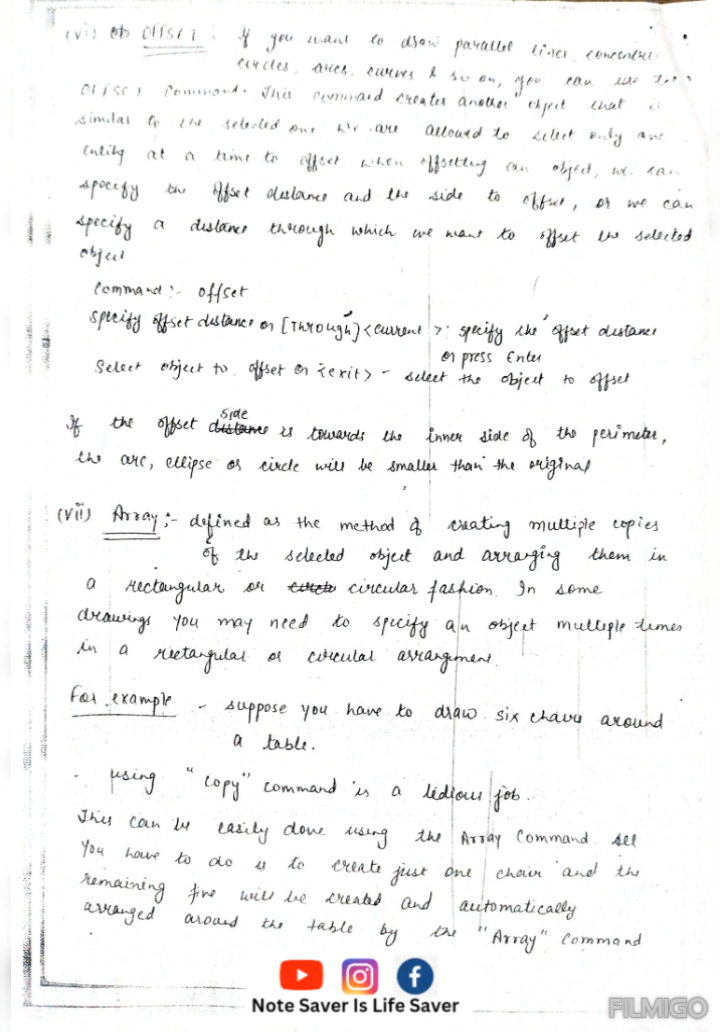 (vi) OFFSET :- If you want to draw parallel lines, concentric
circles, arcs, curves & so on, you can use the
OFFSET Command. This command creates another object that is
similar to the selected one. We are allowed to select only one
entity at a time to offset when offsetting an object, we can
specify the offset distance and the side to offset, or we can
specify a distance through which we want to offset the selected
object
Command :- offset
Specify offset distance or [Through] <current> : specify the offset distance
or press Enter
Select object to offset or <exit> - select the object to offset
If the offset side is towards the inner side of the perimeter,
the arc, ellipse or circle will be smaller than the original
(vii) Array :- defined as the method of creating multiple copies
of the selected object and arranging them in
a rectangular or circular fashion. In some
drawings you may need to specify an object multiple times
in a rectangular or circular arrangement.
For example - suppose you have to draw six chairs around
a table.
- using "copy" command is a tedious job.
This can be easily done using the Array Command all
You have to do is to create just one chair and the
remaining five will be created and automatically
arranged around the table by the "Array" Command
Note Saver Is Life Saver
FILMIGO